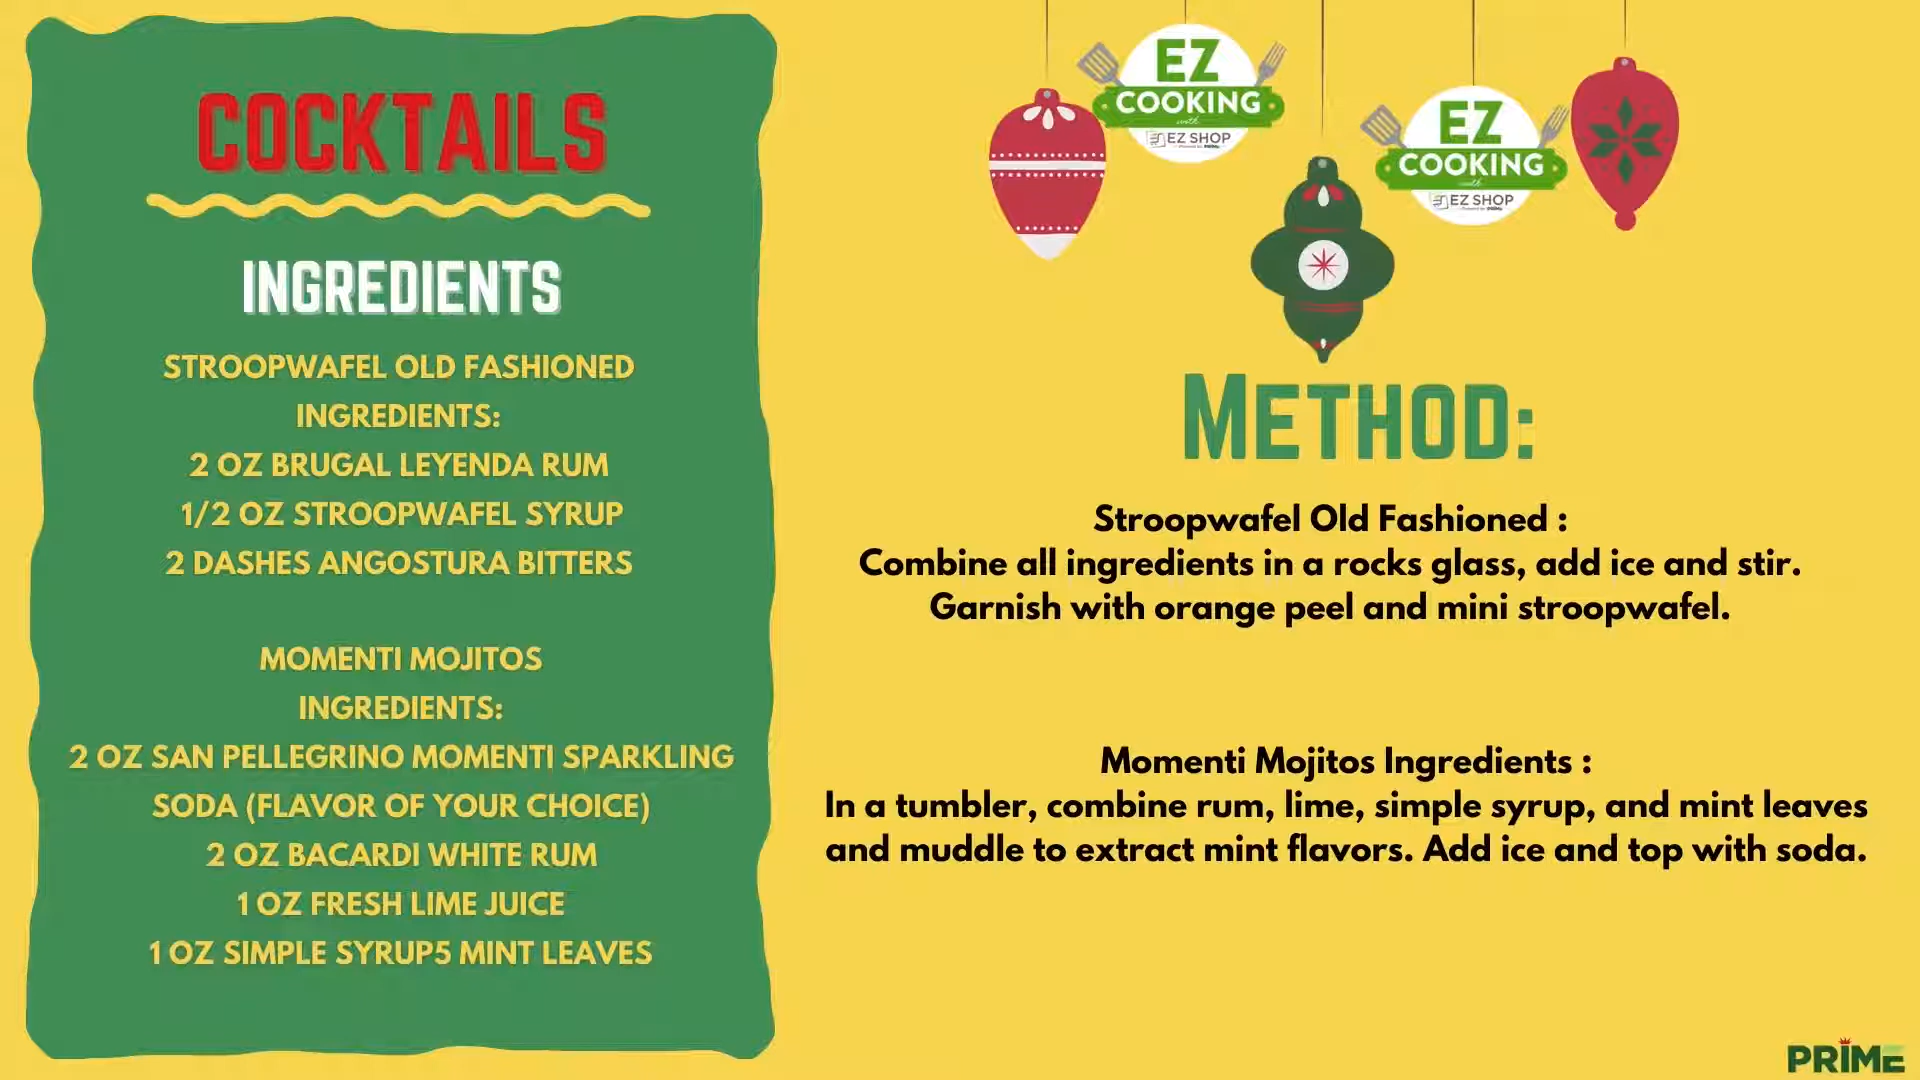 COCKTAILS
INGREDIENTS
STROOPWAFEL OLD FASHIONED
INGREDIENTS:
2 OZ BRUGAL LEYENDA RUM
1/2 OZ STROOPWAFEL SYRUP
2 DASHES ANGOSTURA BITTERS
MOMENTI MOJITOS
INGREDIENTS:
2 OZ SAN PELLEGRINO MOMENTI SPARKLING
SODA (FLAVOR OF YOUR CHOICE)
2 OZ BACARDI WHITE RUM
1 OZ FRESH LIME JUICE
1 OZ SIMPLE SYRUP5 MINT LEAVES
EZ
COOKING
with
EZ SHOP
EZ
COOKING
with
EZ SHOP
METHOD:
Stroopwafel Old Fashioned :
Combine all ingredients in a rocks glass, add ice and stir.
Garnish with orange peel and mini stroopwafel.
Momenti Mojitos Ingredients :
In a tumbler, combine rum, lime, simple syrup, and mint leaves
and muddle to extract mint flavors. Add ice and top with soda.
PRIME